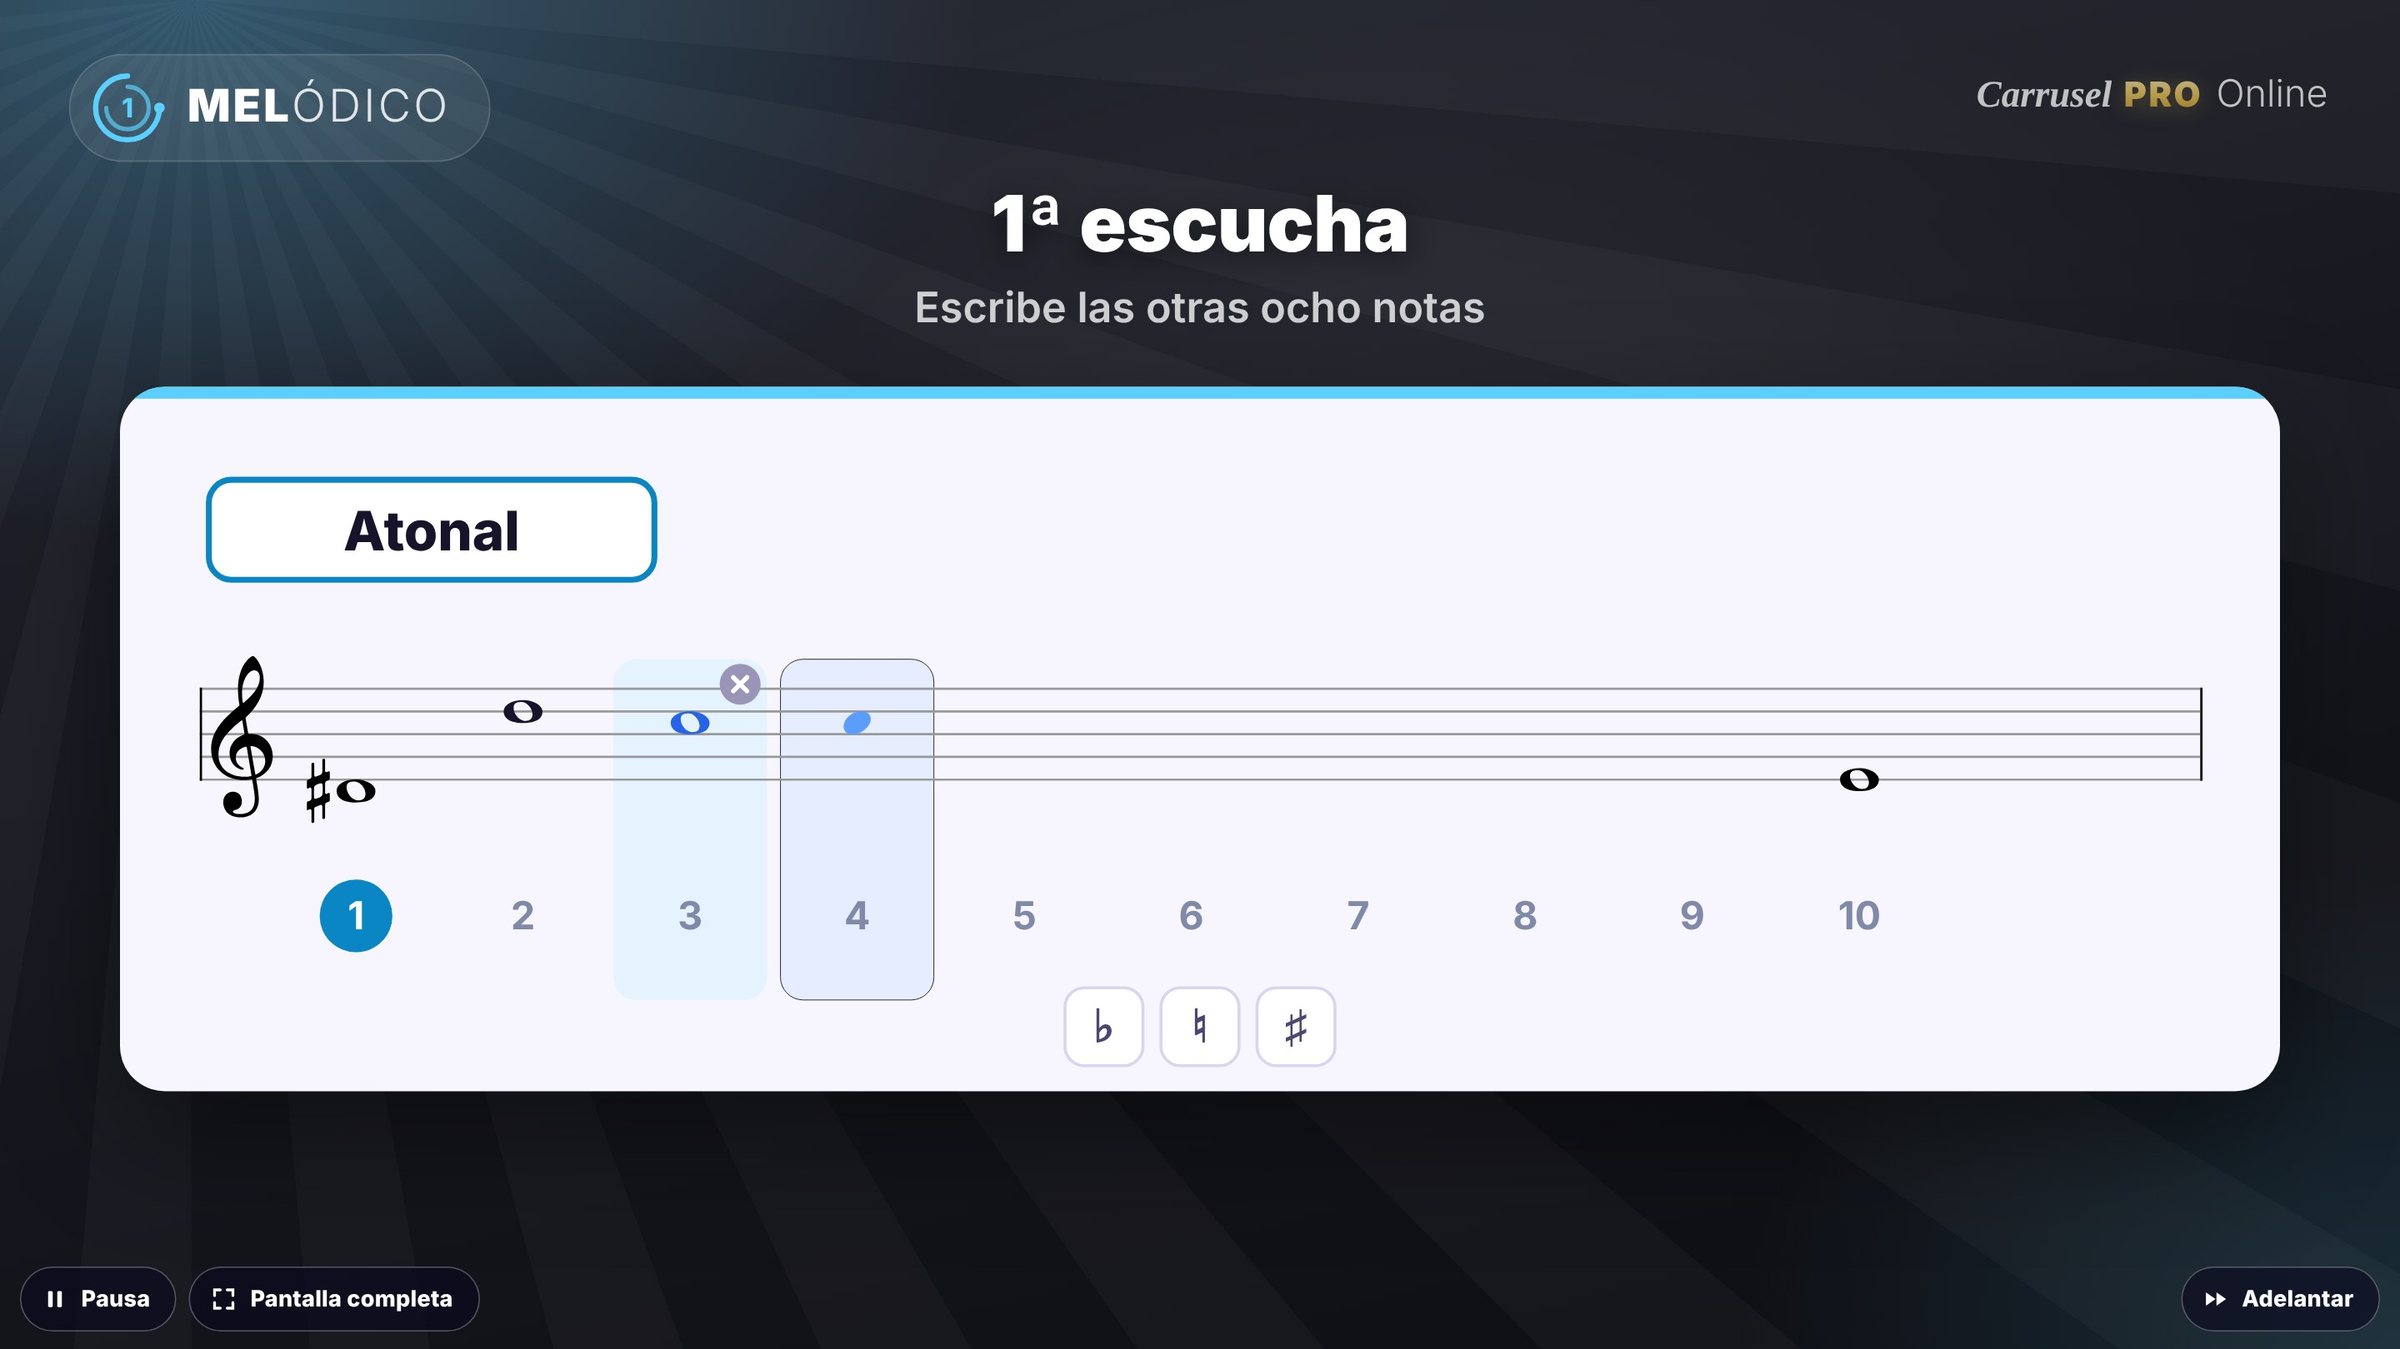 1 MELÓDICO
Carrusel PRO Online
1ª escucha
Escribe las otras ocho notas
Atonal
1 2 3 4 5 6 7 8 9 10
♭ ♮ ♯
Pausa
Pantalla completa
Adelantar